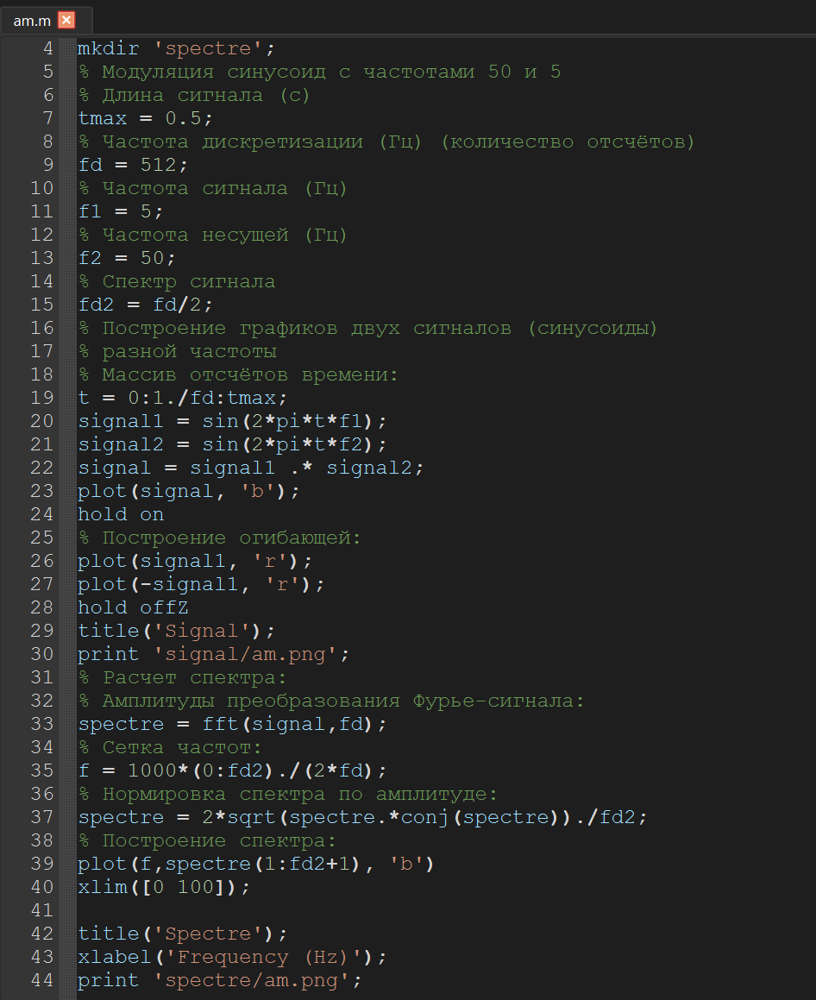 am.m
4 mkdir 'spectre';
5 % Модуляция синусоид с частотами 50 и 5
6 % Длина сигнала (с)
7 tmax = 0.5;
8 % Частота дискретизации (Гц) (количество отсчётов)
9 fd = 512;
10 % Частота сигнала (Гц)
11 f1 = 5;
12 % Частота несущей (Гц)
13 f2 = 50;
14 % Спектр сигнала
15 fd2 = fd/2;
16 % Построение графиков двух сигналов (синусоиды)
17 % разной частоты
18 % Массив отсчётов времени:
19 t = 0:1./fd:tmax;
20 signal1 = sin(2*pi*t*f1);
21 signal2 = sin(2*pi*t*f2);
22 signal = signal1 .* signal2;
23 plot(signal, 'b');
24 hold on
25 % Построение огибающей:
26 plot(signal1, 'r');
27 plot(-signal1, 'r');
28 hold offZ
29 title('Signal');
30 print 'signal/am.png';
31 % Расчет спектра:
32 % Амплитуды преобразования Фурье-сигнала:
33 spectre = fft(signal,fd);
34 % Сетка частот:
35 f = 1000*(0:fd2)./(2*fd);
36 % Нормировка спектра по амплитуде:
37 spectre = 2*sqrt(spectre.*conj(spectre))./fd2;
38 % Построение спектра:
39 plot(f,spectre(1:fd2+1), 'b')
40 xlim([0 100]);
41
42 title('Spectre');
43 xlabel('Frequency (Hz)');
44 print 'spectre/am.png';